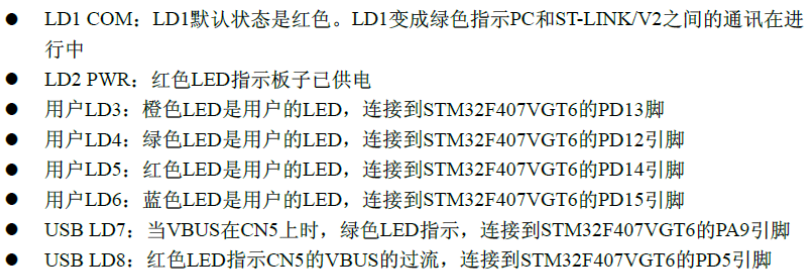 ● LD1 COM：LD1默认状态是红色。LD1变成绿色指示PC和ST-LINK/V2之间的通讯在进
行中
● LD2 PWR：红色LED指示板子已供电
● 用户LD3：橙色LED是用户的LED，连接到STM32F407VGT6的PD13脚
● 用户LD4：绿色LED是用户的LED，连接到STM32F407VGT6的PD12引脚
● 用户LD5：红色LED是用户的LED，连接到STM32F407VGT6的PD14引脚
● 用户LD6：蓝色LED是用户的LED，连接到STM32F407VGT6的PD15引脚
● USB LD7：当VBUS在CN5上时，绿色LED指示，连接到STM32F407VGT6的PA9引脚
● USB LD8：红色LED指示CN5的VBUS的过流，连接到STM32F407VGT6的PD5引脚